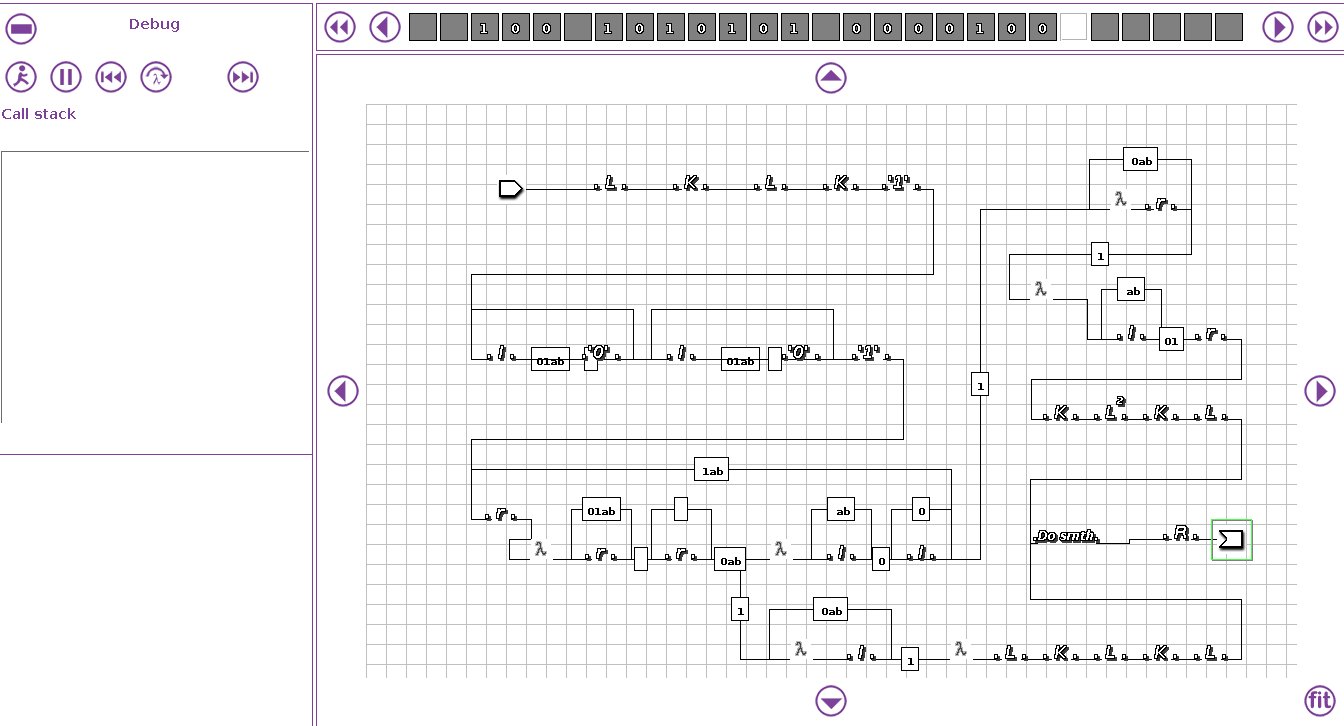 Debug
1 0 0 1 0 1 0 1 0 1 0 0 0 0 1 0 0
λ
Call stack
0ab
.L. .K. .L. .K. '1'.
λ .r.
1
λ ab
.l. 01ab .'0'. .l. 01ab '0'. .'1'. .l. 01 .r.
1
.K. .L². .K. .L.
1ab
.r. 01ab ab 0
λ .r. .r. 0ab λ .l. 0 .l. .Do smth. .R.
1 0ab
λ .l. 1 λ .L. .K. .L. .K. .L.
fit